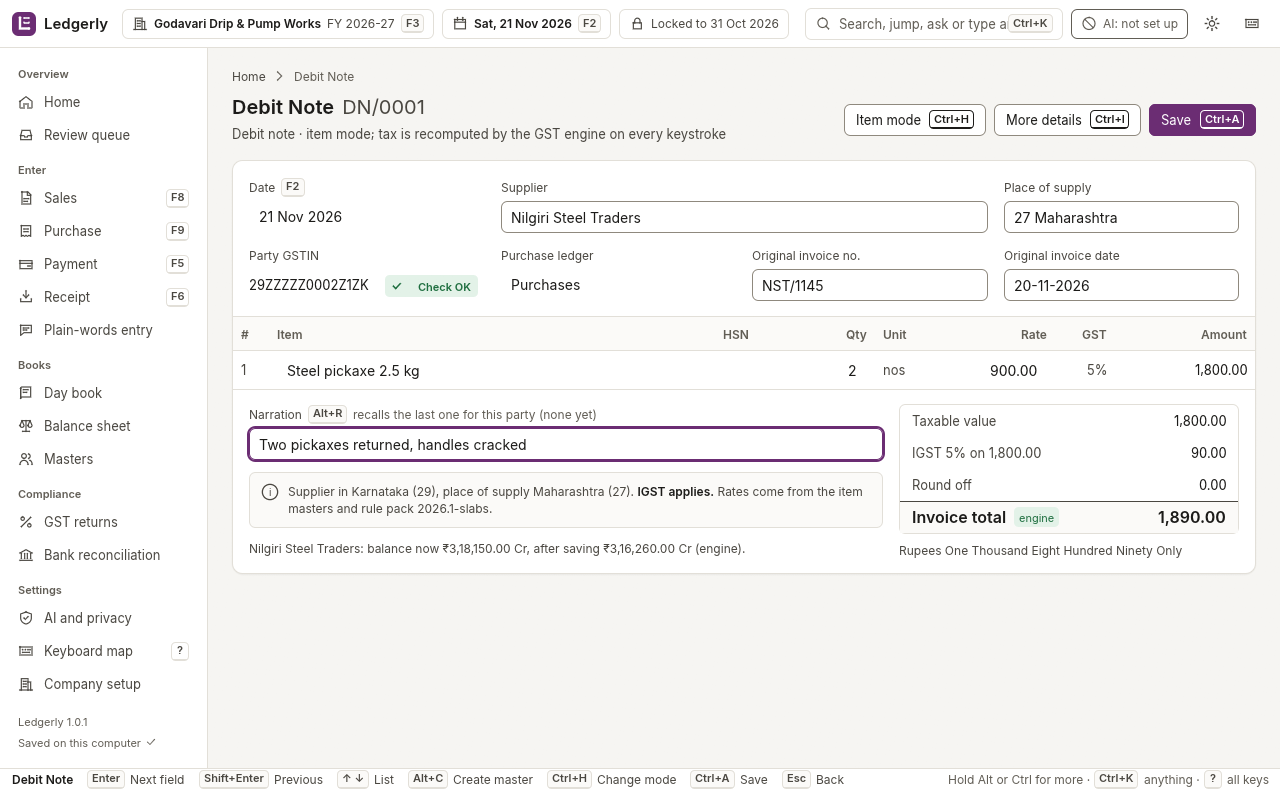 Ledgerly
Godavari Drip & Pump Works FY 2026-27 F3
Sat, 21 Nov 2026 F2
Locked to 31 Oct 2026
Search, jump, ask or type a Ctrl+K
AI: not set up
Overview
Home
Review queue
Enter
Sales F8
Purchase F9
Payment F5
Receipt F6
Plain-words entry
Books
Day book
Balance sheet
Masters
Compliance
GST returns
Bank reconciliation
Settings
AI and privacy
Keyboard map ?
Company setup
Ledgerly 1.0.1
Saved on this computer
Home Debit Note
Debit Note DN/0001
Debit note · item mode; tax is recomputed by the GST engine on every keystroke
Item mode Ctrl+H
More details Ctrl+I
Save Ctrl+A
Date F2 Supplier Place of supply
21 Nov 2026 Nilgiri Steel Traders 27 Maharashtra
Party GSTIN Purchase ledger Original invoice no. Original invoice date
29ZZZZZ0002Z1ZK Check OK Purchases NST/1145 20-11-2026
# Item HSN Qty Unit Rate GST Amount
1 Steel pickaxe 2.5 kg 2 nos 900.00 5% 1,800.00
Narration Alt+R recalls the last one for this party (none yet)
Two pickaxes returned, handles cracked
Supplier in Karnataka (29), place of supply Maharashtra (27). IGST applies. Rates come from the item
masters and rule pack 2026.1-slabs.
Nilgiri Steel Traders: balance now ₹3,18,150.00 Cr, after saving ₹3,16,260.00 Cr (engine).
Taxable value 1,800.00
IGST 5% on 1,800.00 90.00
Round off 0.00
Invoice total engine 1,890.00
Rupees One Thousand Eight Hundred Ninety Only
Debit Note Enter Next field Shift+Enter Previous ↑ ↓ List Alt+C Create master Ctrl+H Change mode Ctrl+A Save Esc Back Hold Alt or Ctrl for more · Ctrl+K anything · ? all keys